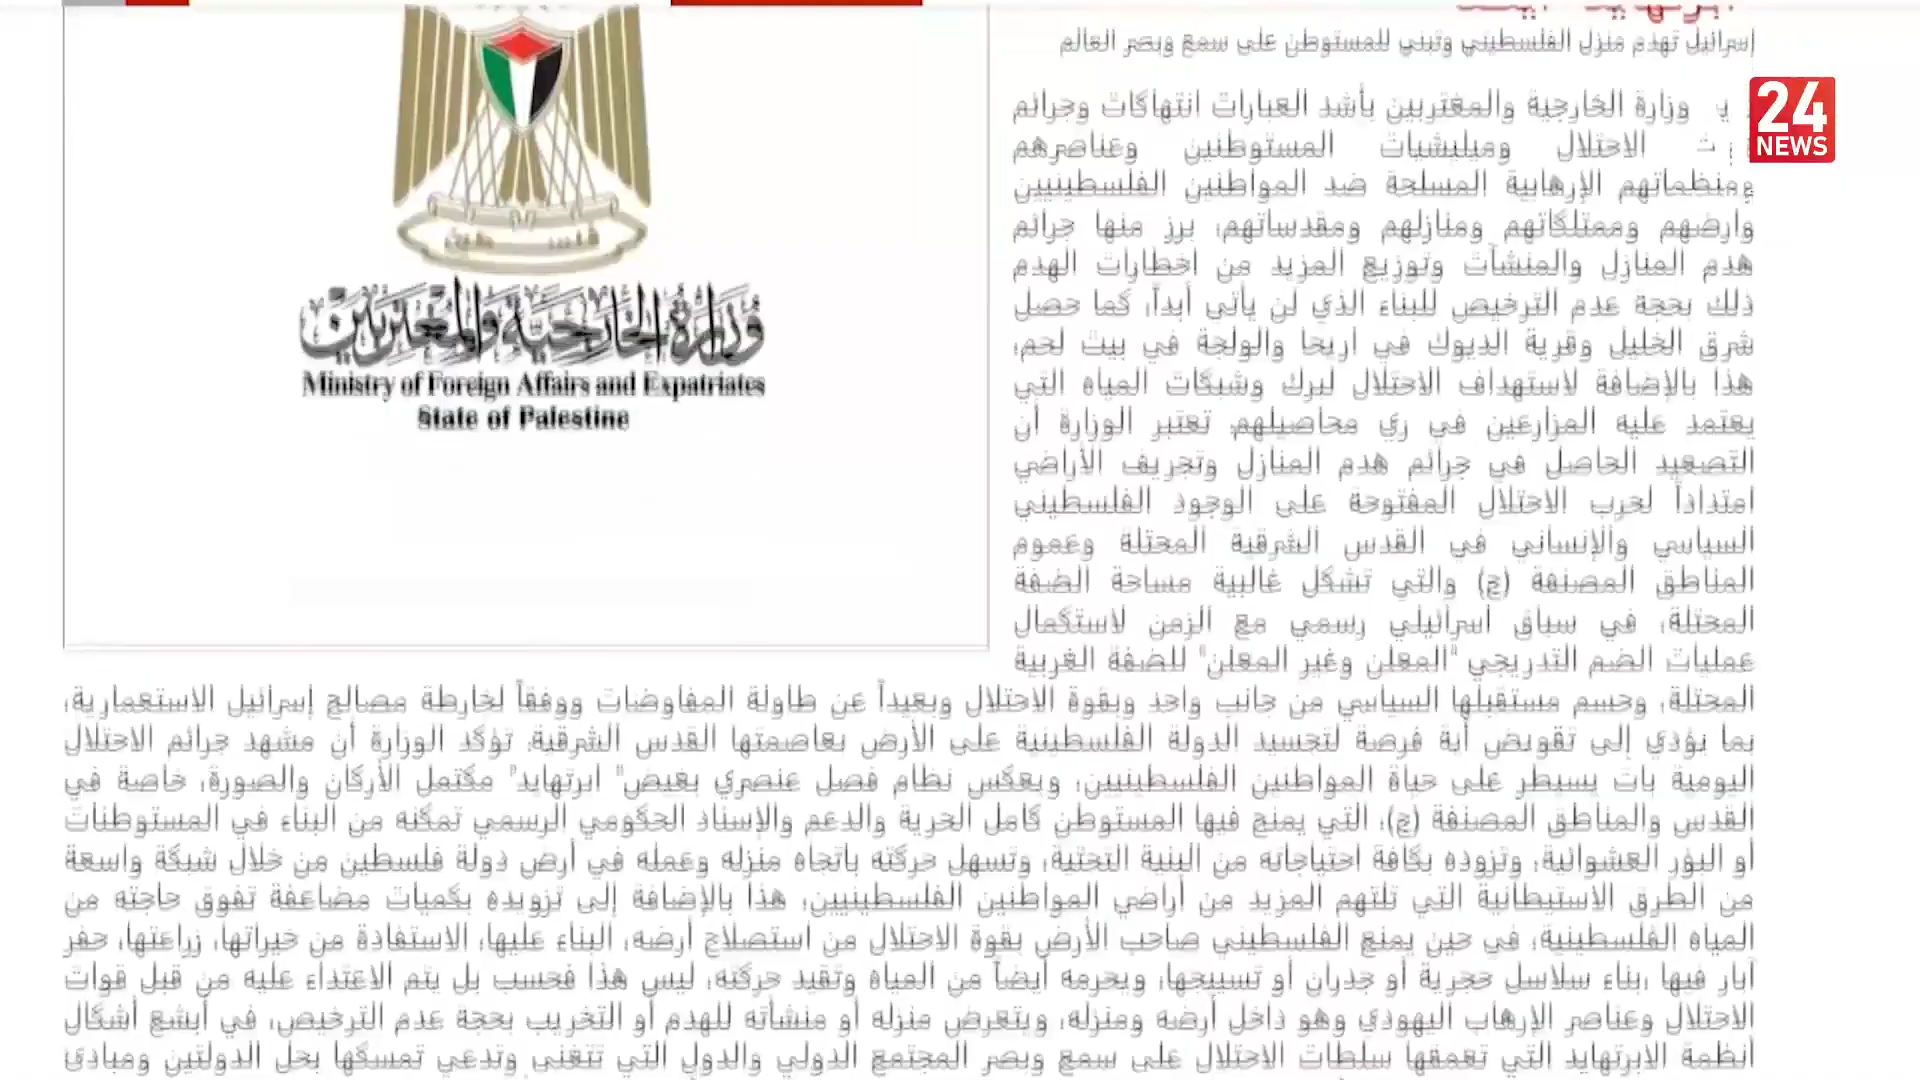 إسرائيل تهدم منزل الفلسطيني وتبني للمستوطن على سمع وبصر العالم
24
NEWS
وزارة الخارجية والمغتربين بأشد العبارات انتهاكات وجرائم
الاحتلال وميليشيات المستوطنين وعناصرهم
ومنظماتهم الإرهابية المسلحة ضد المواطنين الفلسطينيين
وأرضهم وممتلكاتهم ومنازلهم ومقدساتهم، برز منها جرائم
هدم المنازل والمنشآت وتوزيع المزيد من اخطارات الهدم
ذلك بحجة عدم الترخيص للبناء الذي لن يأتي أبداً، كما حصل
شرق الخليل وقرية الديوك في اريحا والولجة في بيت لحم،
هذا بالإضافة لاستهداف الاحتلال لبرك وشبكات المياه التي
يعتمد عليه المزارعين في ري محاصيلهم. تعتبر الوزارة أن
التصعيد الحاصل في جرائم هدم المنازل وتجريف الأراضي
امتداداً لحرب الاحتلال المفتوحة على الوجود الفلسطيني
السياسي والإنساني في القدس الشرقية المحتلة وعموم
المناطق المصنفة (ج) والتي تشكل غالبية مساحة الضفة
المحتلة، في سباق اسرائيلي رسمي مع الزمن لاستكمال
عمليات الضم التدريجي "المعلن وغير المعلن" للضفة الغربية
المحتلة، وحسم مستقبلها السياسي من جانب واحد وبقوة الاحتلال وبعيداً عن طاولة المفاوضات ووفقاً لخارطة مصالح إسرائيل الاستعمارية،
بما يؤدي إلى تقويض أية فرصة لتجسيد الدولة الفلسطينية على الأرض بعاصمتها القدس الشرقية. تؤكد الوزارة أن مشهد جرائم الاحتلال
اليومية بات يسيطر على حياة المواطنين الفلسطينيين، ويعكس نظام فصل عنصري بغيض" ابرتهايد" مكتمل الأركان والصورة، خاصة في
القدس والمناطق المصنفة (ج)، التي يمنح فيها المستوطن كامل الحرية والدعم والإسناد الحكومي الرسمي تمكنه من البناء في المستوطنات
أو البؤر العشوائية، وتزوده بكافة احتياجاته من البنية التحتية، وتسهل حركته باتجاه منزله وعمله في أرض دولة فلسطين من خلال شبكة واسعة
من الطرق الاستيطانية التي تلتهم المزيد من أراضي المواطنين الفلسطينيين، هذا بالإضافة إلى تزويده بكميات مضاعفة تفوق حاجته من
المياه الفلسطينية، في حين يمنع الفلسطيني صاحب الأرض بقوة الاحتلال من استصلاح أرضه، البناء عليها، الاستفادة من خيراتها، زراعتها، حفر
آبار فيها ،بناء سلاسل حجرية أو جدران أو تسييجها، ويحرمه أيضاً من المياه وتقيد حركته، ليس هذا فحسب بل يتم الاعتداء عليه من قبل قوات
الاحتلال وعناصر الإرهاب اليهودي وهو داخل أرضه ومنزله، ويتعرض منزله أو منشأته للهدم أو التخريب بحجة عدم الترخيص، في أبشع أشكال
أنظمة الابرتهايد التي تعمقها سلطات الاحتلال على سمع وبصر المجتمع الدولي والدول التي تتغنى وتدعي تمسكها بحل الدولتين ومبادئ
وزارة الخارجية والمغتربين
Ministry of Foreign Affairs and Expatriates
State of Palestine